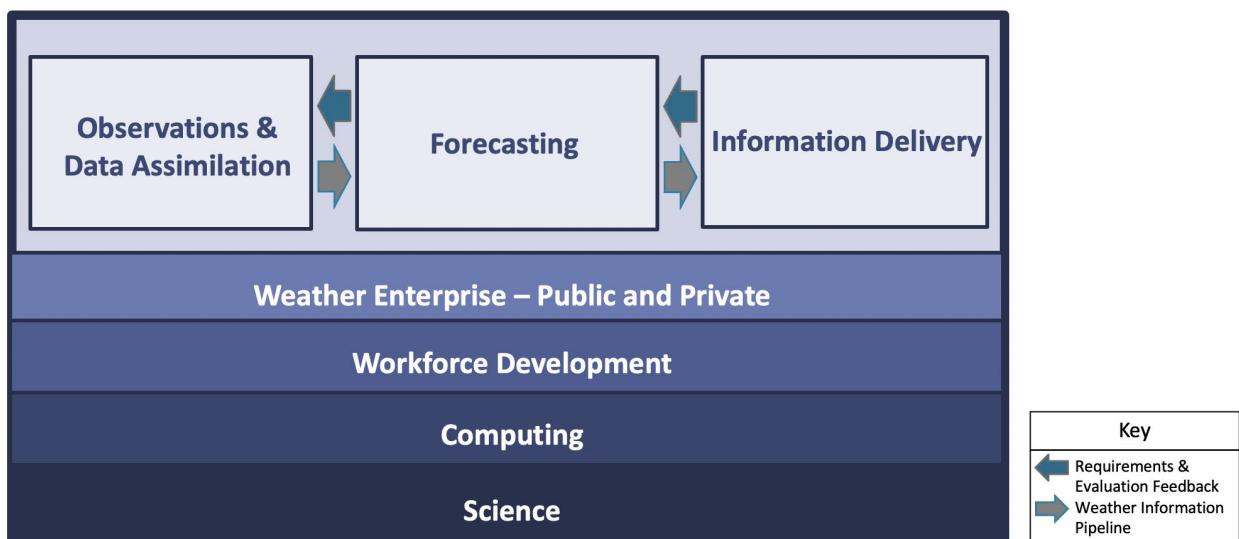 Observations &
Data Assimilation
Forecasting
Information Delivery
Weather Enterprise – Public and Private
Workforce Development
Computing
Science
Key
Requirements &
Evaluation Feedback
Weather Information
Pipeline